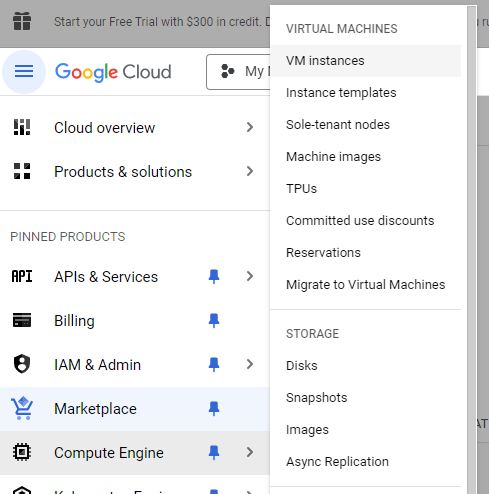 Start your Free Trial with $300 in credit.
Google Cloud
My
Cloud overview
Products & solutions
PINNED PRODUCTS
API APIs & Services
Billing
IAM & Admin
Marketplace
Compute Engine
VIRTUAL MACHINES
VM instances
Instance templates
Sole-tenant nodes
Machine images
TPUs
Committed use discounts
Reservations
Migrate to Virtual Machines
STORAGE
Disks
Snapshots
Images
Async Replication